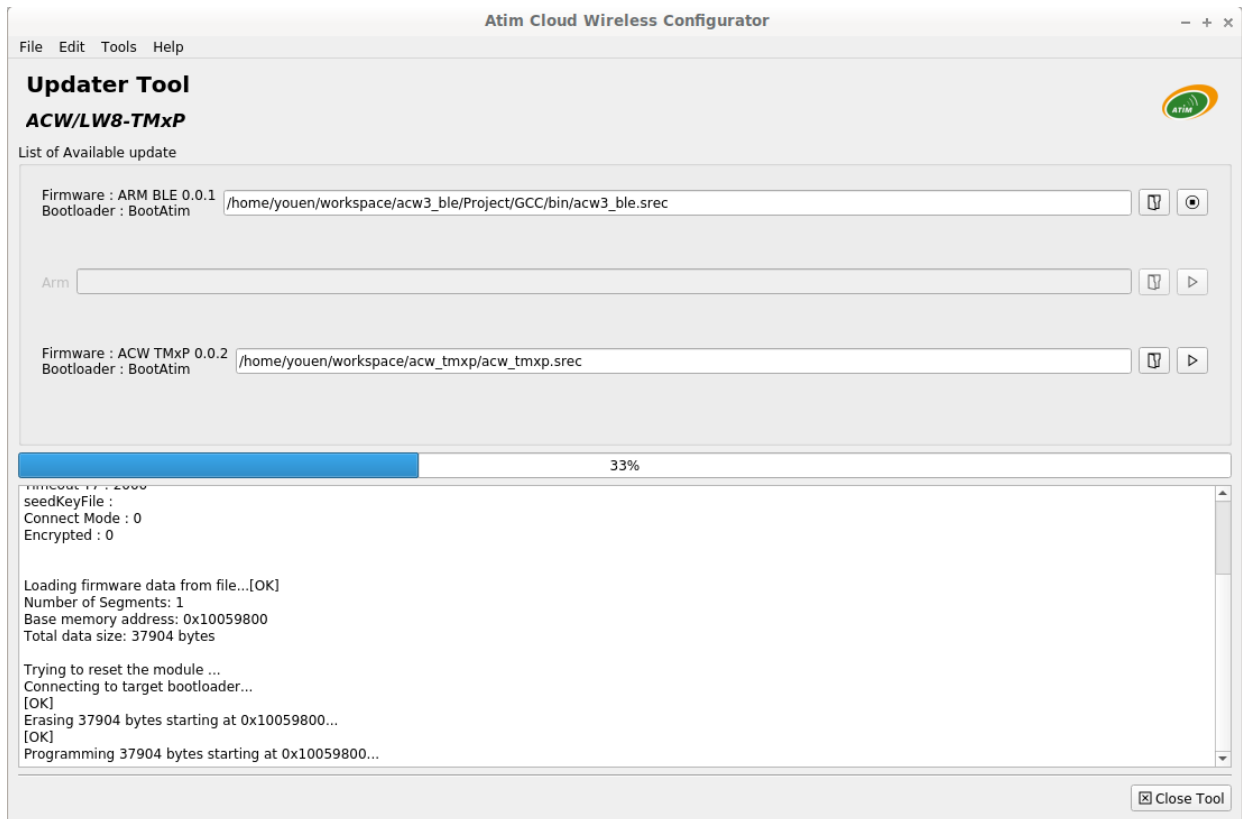 Atim Cloud Wireless Configurator
File Edit Tools Help
Updater Tool
ACW/LW8-TMxP
ATIM
List of Available update
Firmware : ARM BLE 0.0.1
Bootloader : BootAtim
/home/youen/workspace/acw3_ble/Project/GCC/bin/acw3_ble.srec
Arm
Firmware : ACW TMxP 0.0.2
Bootloader : BootAtim
/home/youen/workspace/acw_tmxp/acw_tmxp.srec
33%
seedKeyFile :
Connect Mode : 0
Encrypted : 0
Loading firmware data from file...[OK]
Number of Segments: 1
Base memory address: 0x10059800
Total data size: 37904 bytes
Trying to reset the module ...
Connecting to target bootloader...
[OK]
Erasing 37904 bytes starting at 0x10059800...
[OK]
Programming 37904 bytes starting at 0x10059800...
Close Tool